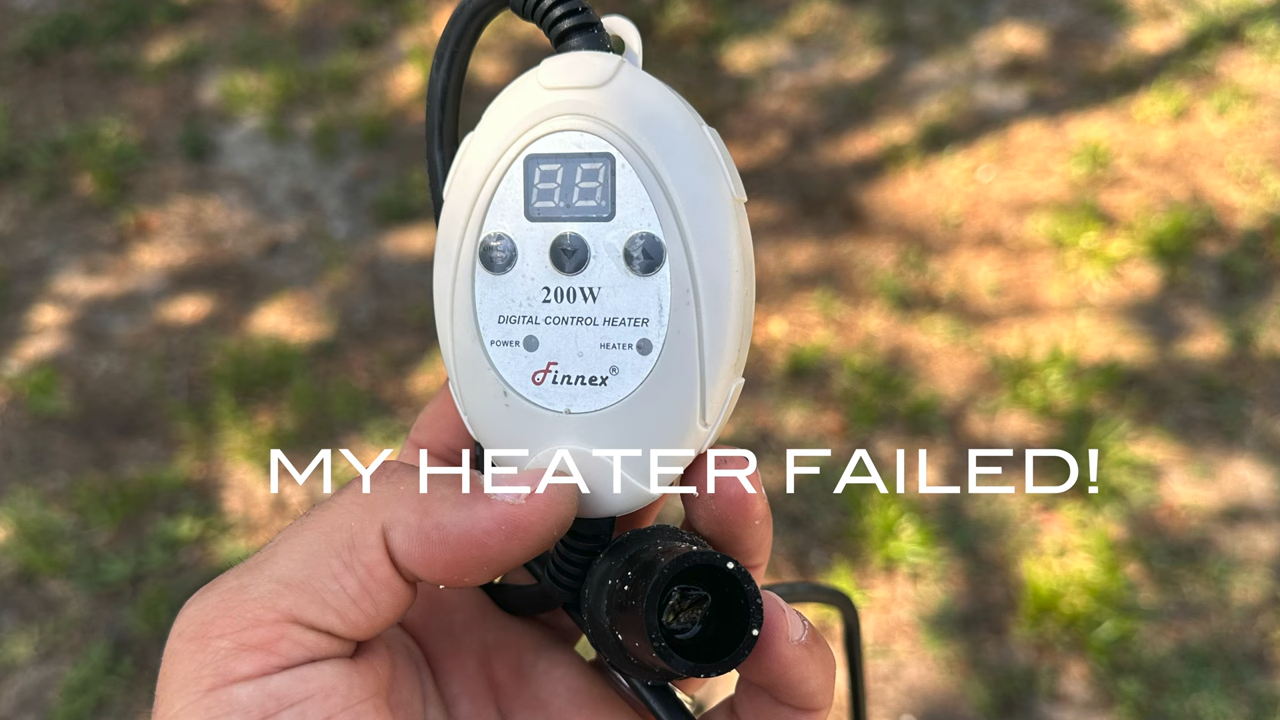 200W
DIGITAL CONTROL HEATER
POWER HEATER
Finnex®
MY HEATER FAILED!